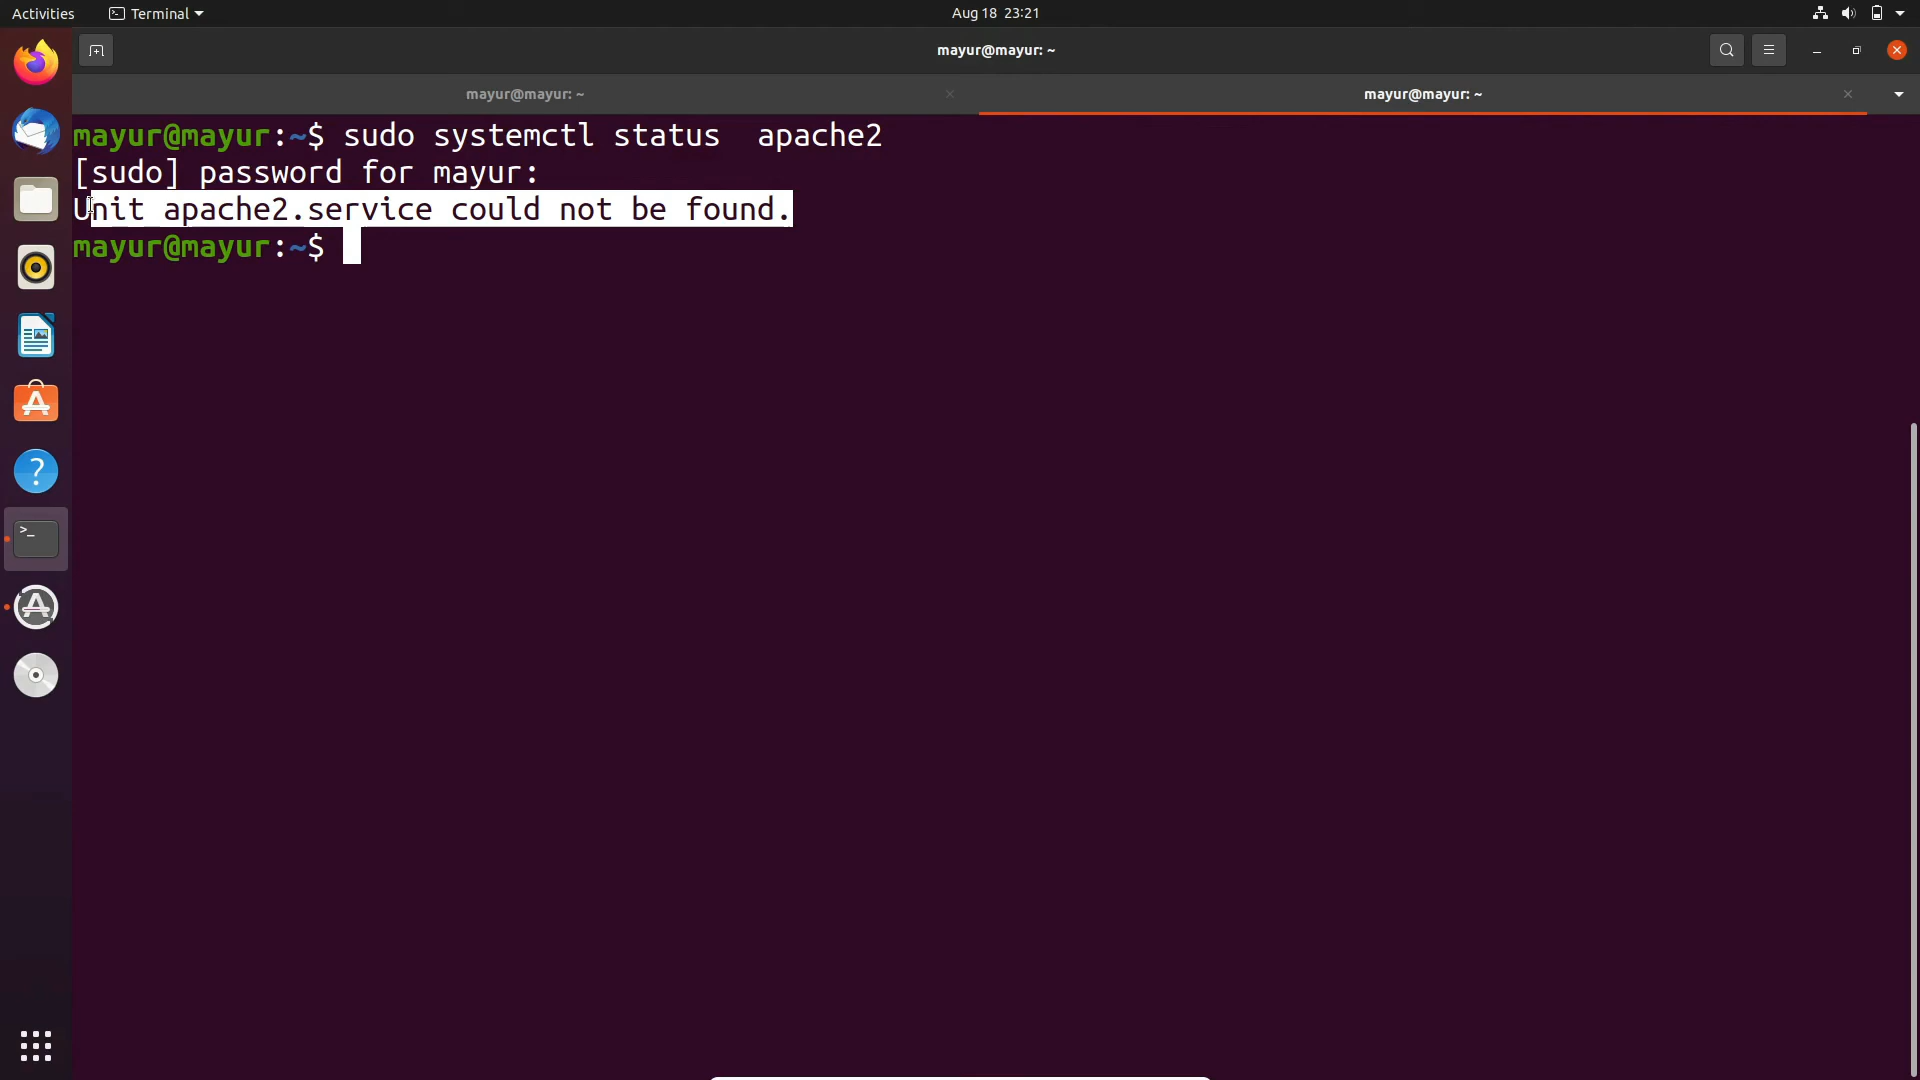 Activities Terminal Aug 18 23:21
mayur@mayur: ~
mayur@mayur: ~ mayur@mayur: ~
mayur@mayur:~$ sudo systemctl status  apache2
[sudo] password for mayur:
Unit apache2.service could not be found.
mayur@mayur:~$